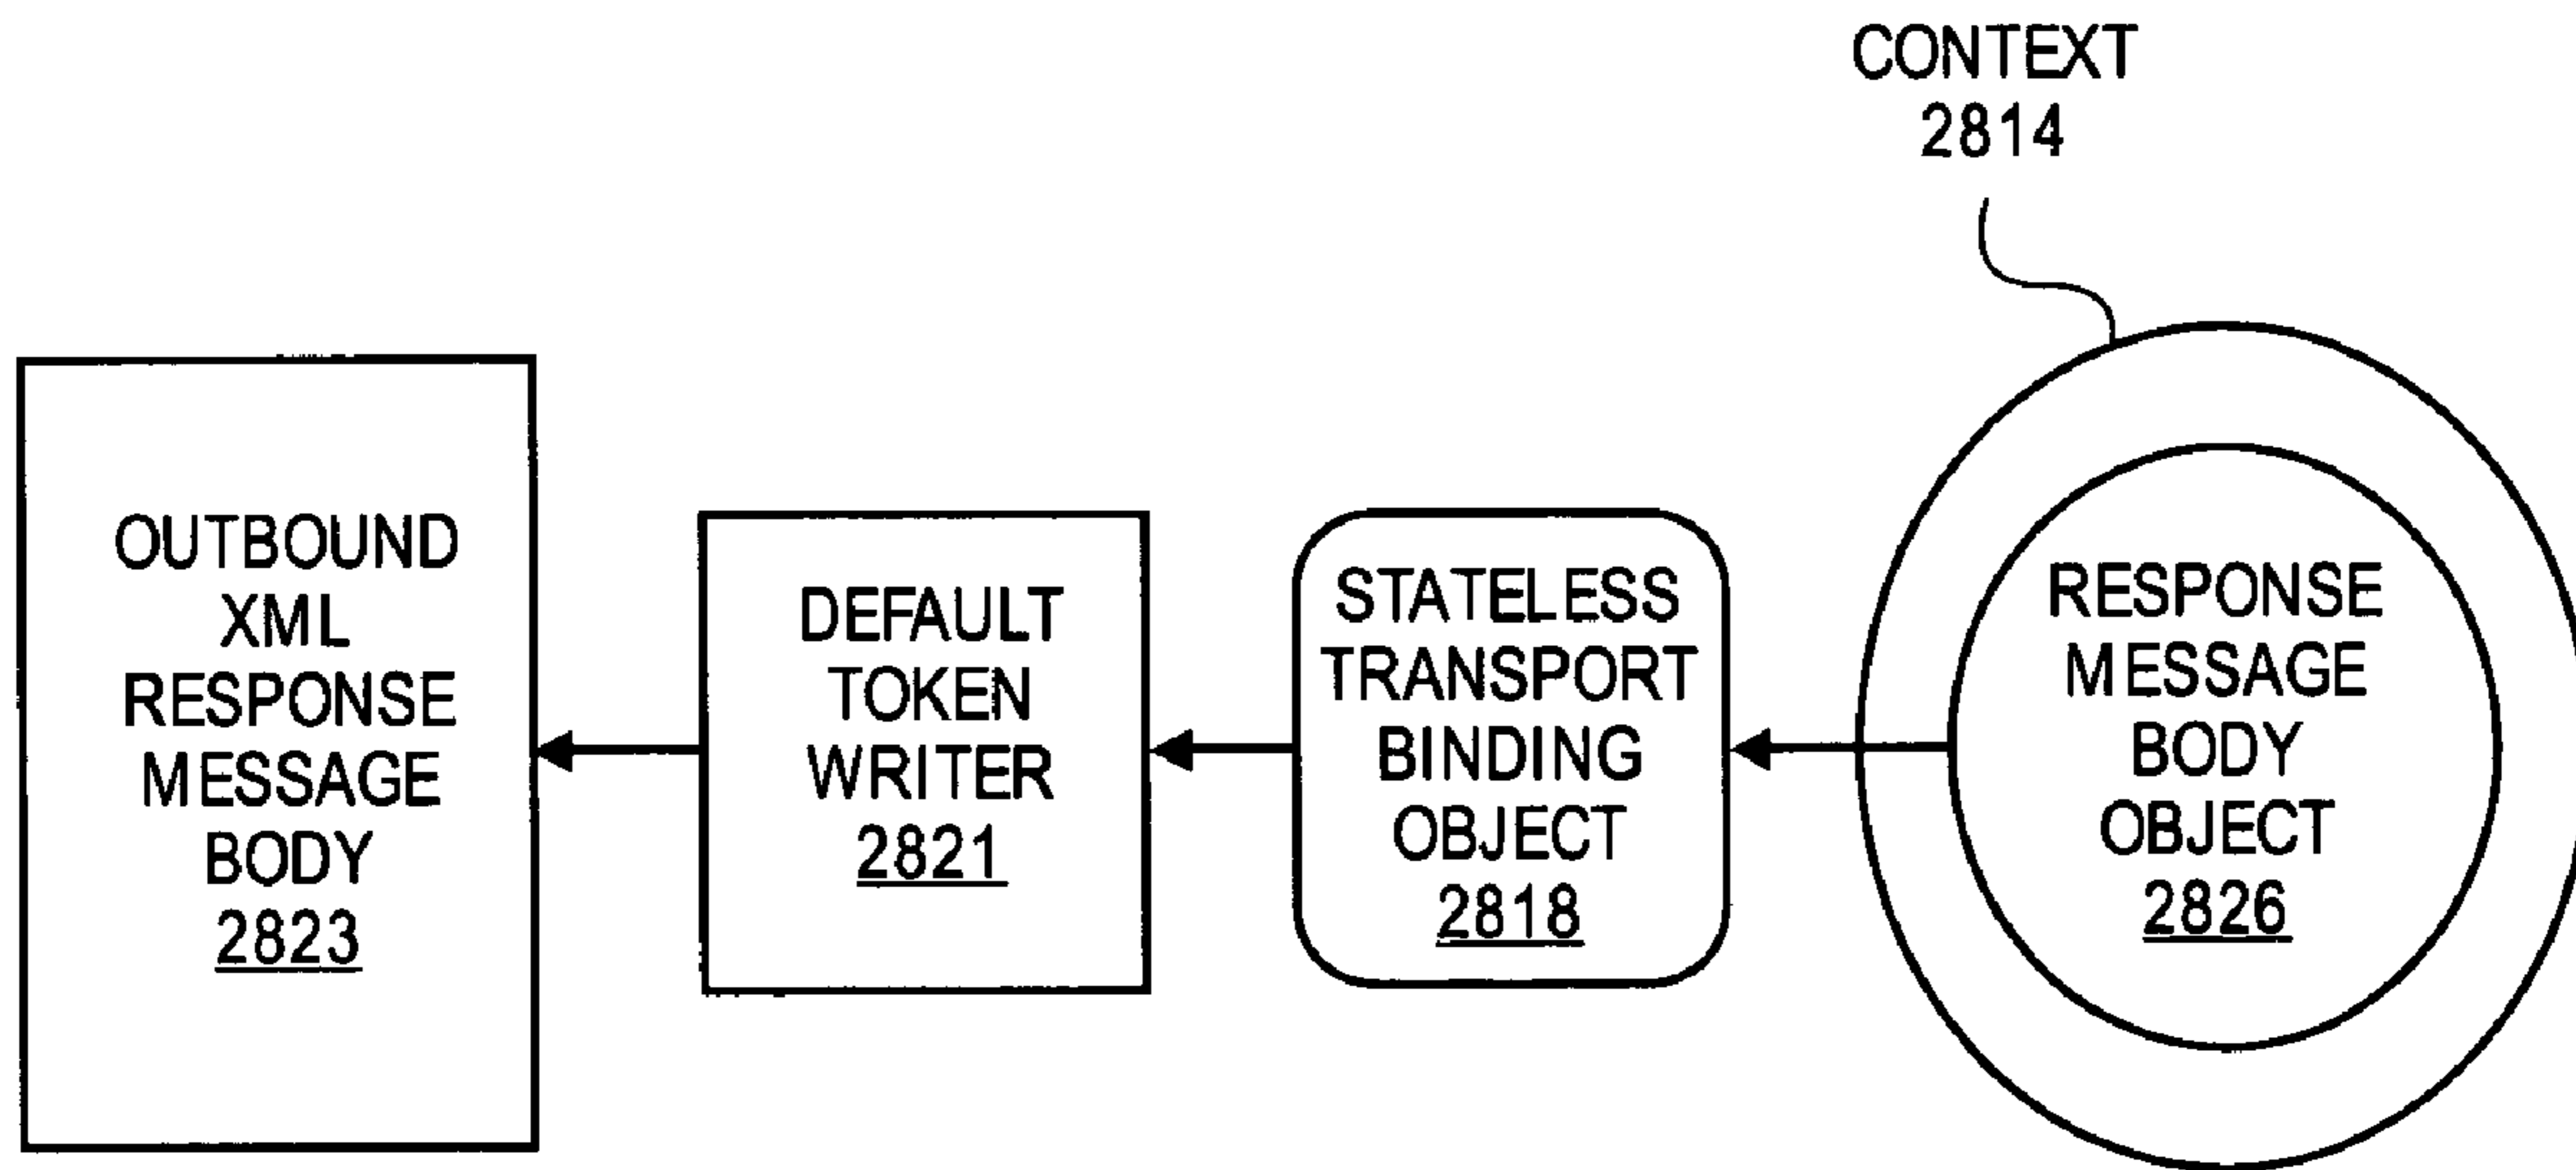 CONTEXT
2814
OUTBOUND
XML
RESPONSE
MESSAGE
BODY
2823
DEFAULT
TOKEN
WRITER
2821
STATELESS
TRANSPORT
BINDING
OBJECT
2818
RESPONSE
MESSAGE
BODY
OBJECT
2826